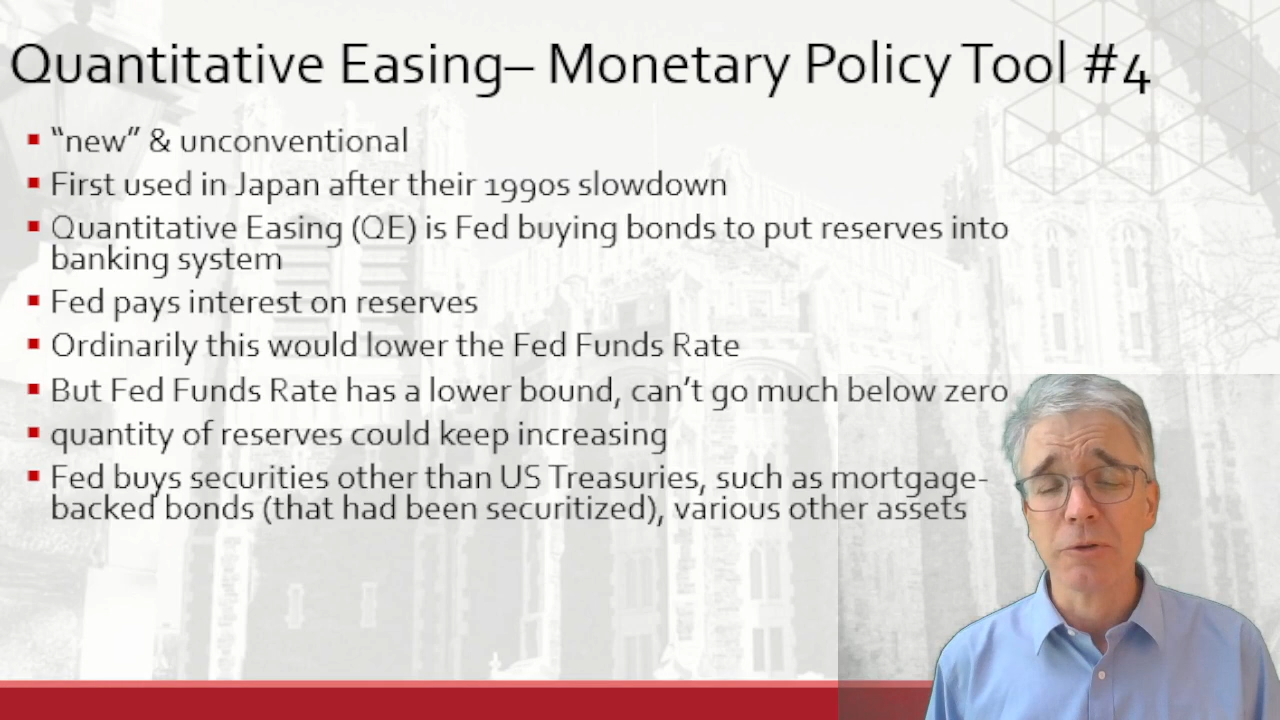 Quantitative Easing– Monetary Policy Tool #4
▪ “new” & unconventional
▪ First used in Japan after their 1990s slowdown
▪ Quantitative Easing (QE) is Fed buying bonds to put reserves into
banking system
▪ Fed pays interest on reserves
▪ Ordinarily this would lower the Fed Funds Rate
▪ But Fed Funds Rate has a lower bound, can’t go much below zero
▪ quantity of reserves could keep increasing
▪ Fed buys securities other than US Treasuries, such as mortgage-
backed bonds (that had been securitized), various other assets